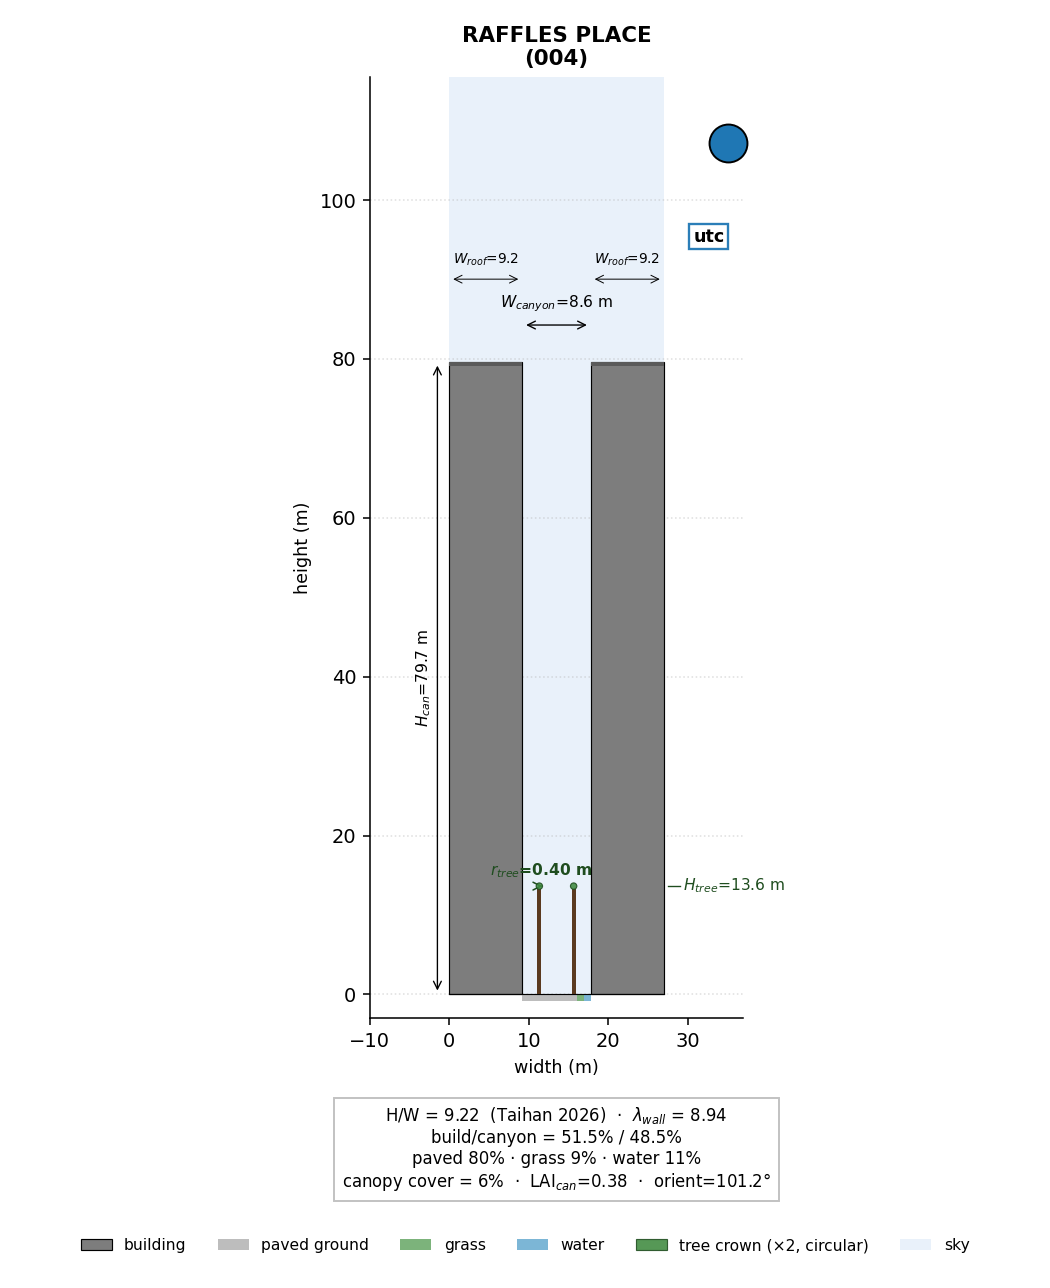 RAFFLES PLACE
(004)
100
utc
W_roof=9.2
W_roof=9.2
W_canyon=8.6 m
80
60
height (m)
H_can=79.7 m
40
20
r_tree=0.40 m
H_tree=13.6 m
0
−10
0
10
20
30
width (m)
H/W = 9.22 (Taihan 2026) · λ_wall = 8.94
build/canyon = 51.5% / 48.5%
paved 80% · grass 9% · water 11%
canopy cover = 6% · LAI_can=0.38 · orient=101.2°
building
paved ground
grass
water
tree crown (×2, circular)
sky